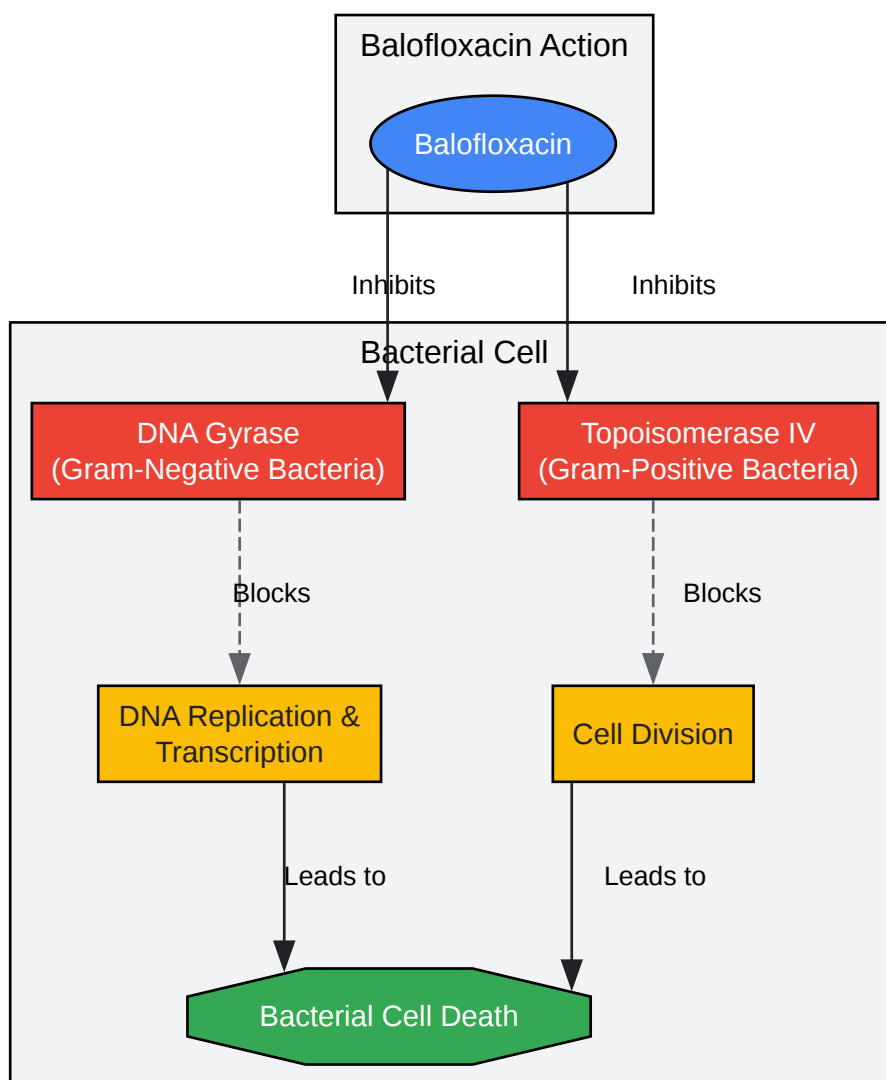 Balofloxacin Action
Balofloxacin
Inhibits
Inhibits
Bacterial Cell
DNA Gyrase
(Gram-Negative Bacteria)
Topoisomerase IV
(Gram-Positive Bacteria)
Blocks
Blocks
DNA Replication &
Transcription
Cell Division
Leads to
Leads to
Bacterial Cell Death